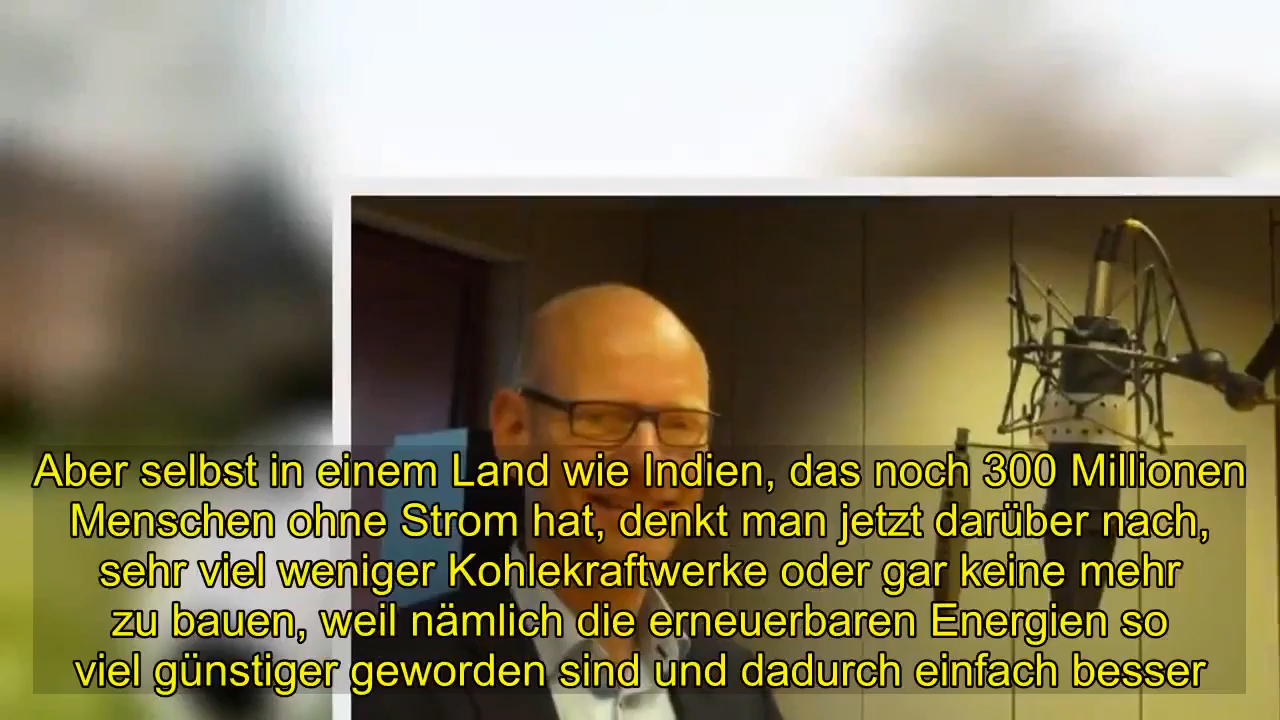 Aber selbst in einem Land wie Indien, das noch 300 Millionen
Menschen ohne Strom hat, denkt man jetzt darüber nach,
sehr viel weniger Kohlekraftwerke oder gar keine mehr
zu bauen, weil nämlich die erneuerbaren Energien so
viel günstiger geworden sind und dadurch einfach besser